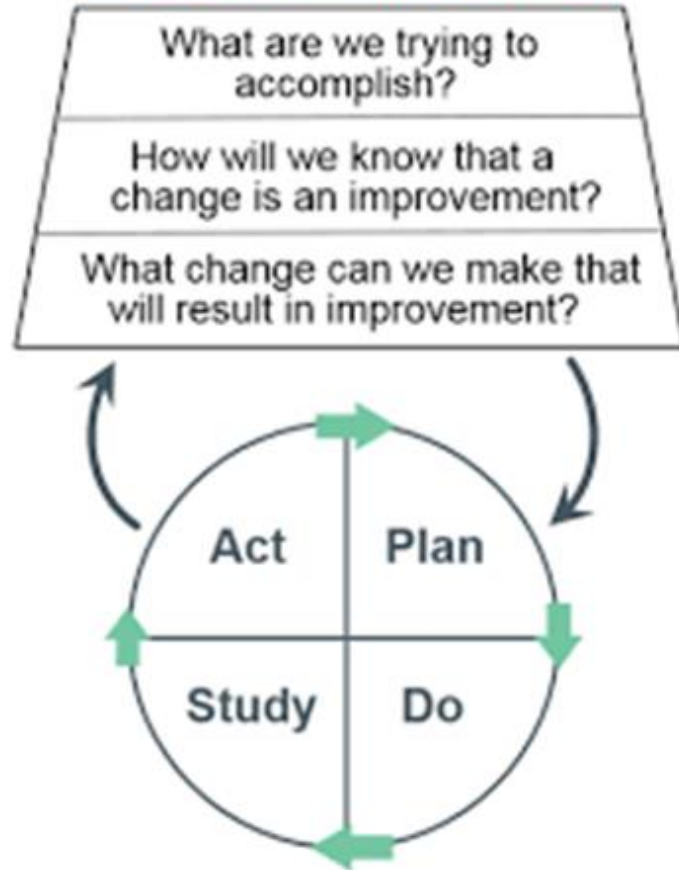 What are we trying to
accomplish?
How will we know that a
change is an improvement?
What change can we make that
will result in improvement?
Act
Plan
Study
Do